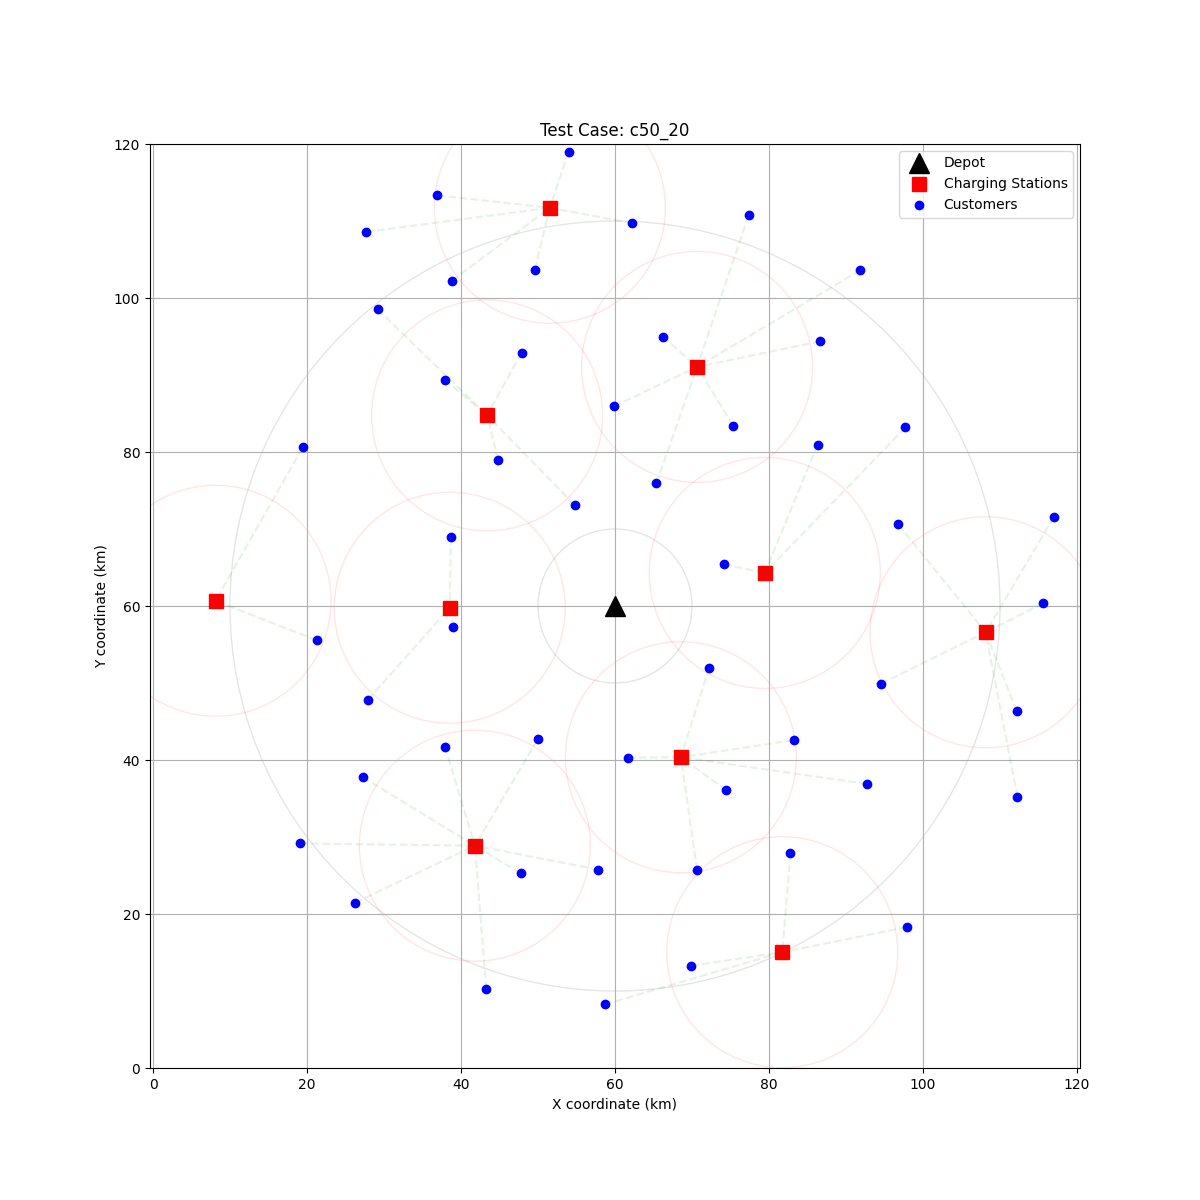 Test Case: c50_20
Depot
Charging Stations
Customers
120
100
80
60
40
20
0
Y coordinate (km)
0 20 40 60 80 100 120
X coordinate (km)